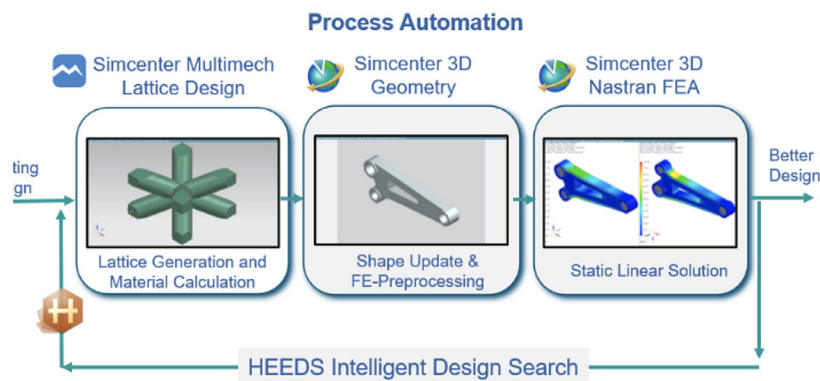 Process Automation
Simcenter Multimech
Lattice Design
Simcenter 3D
Geometry
Simcenter 3D
Nastran FEA
ting
gn
Better
Design
Lattice Generation and
Material Calculation
Shape Update &
FE-Preprocessing
Static Linear Solution
H
HEEDS Intelligent Design Search